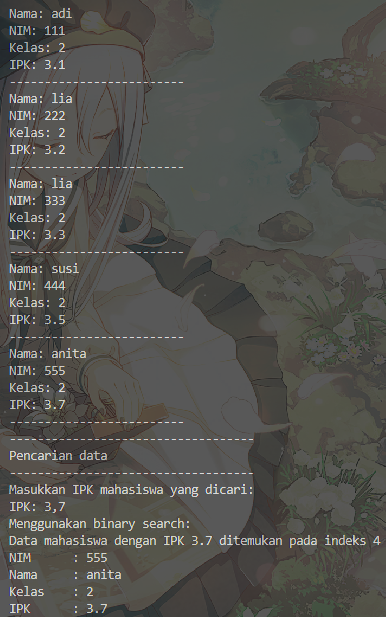 Nama: adi
NIM: 111
Kelas: 2
IPK: 3.1
-------------------------
Nama: lia
NIM: 222
Kelas: 2
IPK: 3.2
-------------------------
Nama: lia
NIM: 333
Kelas: 2
IPK: 3.3
-------------------------
Nama: susi
NIM: 444
Kelas: 2
IPK: 3.5
-------------------------
Nama: anita
NIM: 555
Kelas: 2
IPK: 3.7
-------------------------
-----------------------------------
Pencarian data
-----------------------------------
Masukkan IPK mahasiswa yang dicari:
IPK: 3,7
Menggunakan binary search:
Data mahasiswa dengan IPK 3.7 ditemukan pada indeks 4
NIM      : 555
Nama     : anita
Kelas    : 2
IPK      : 3.7